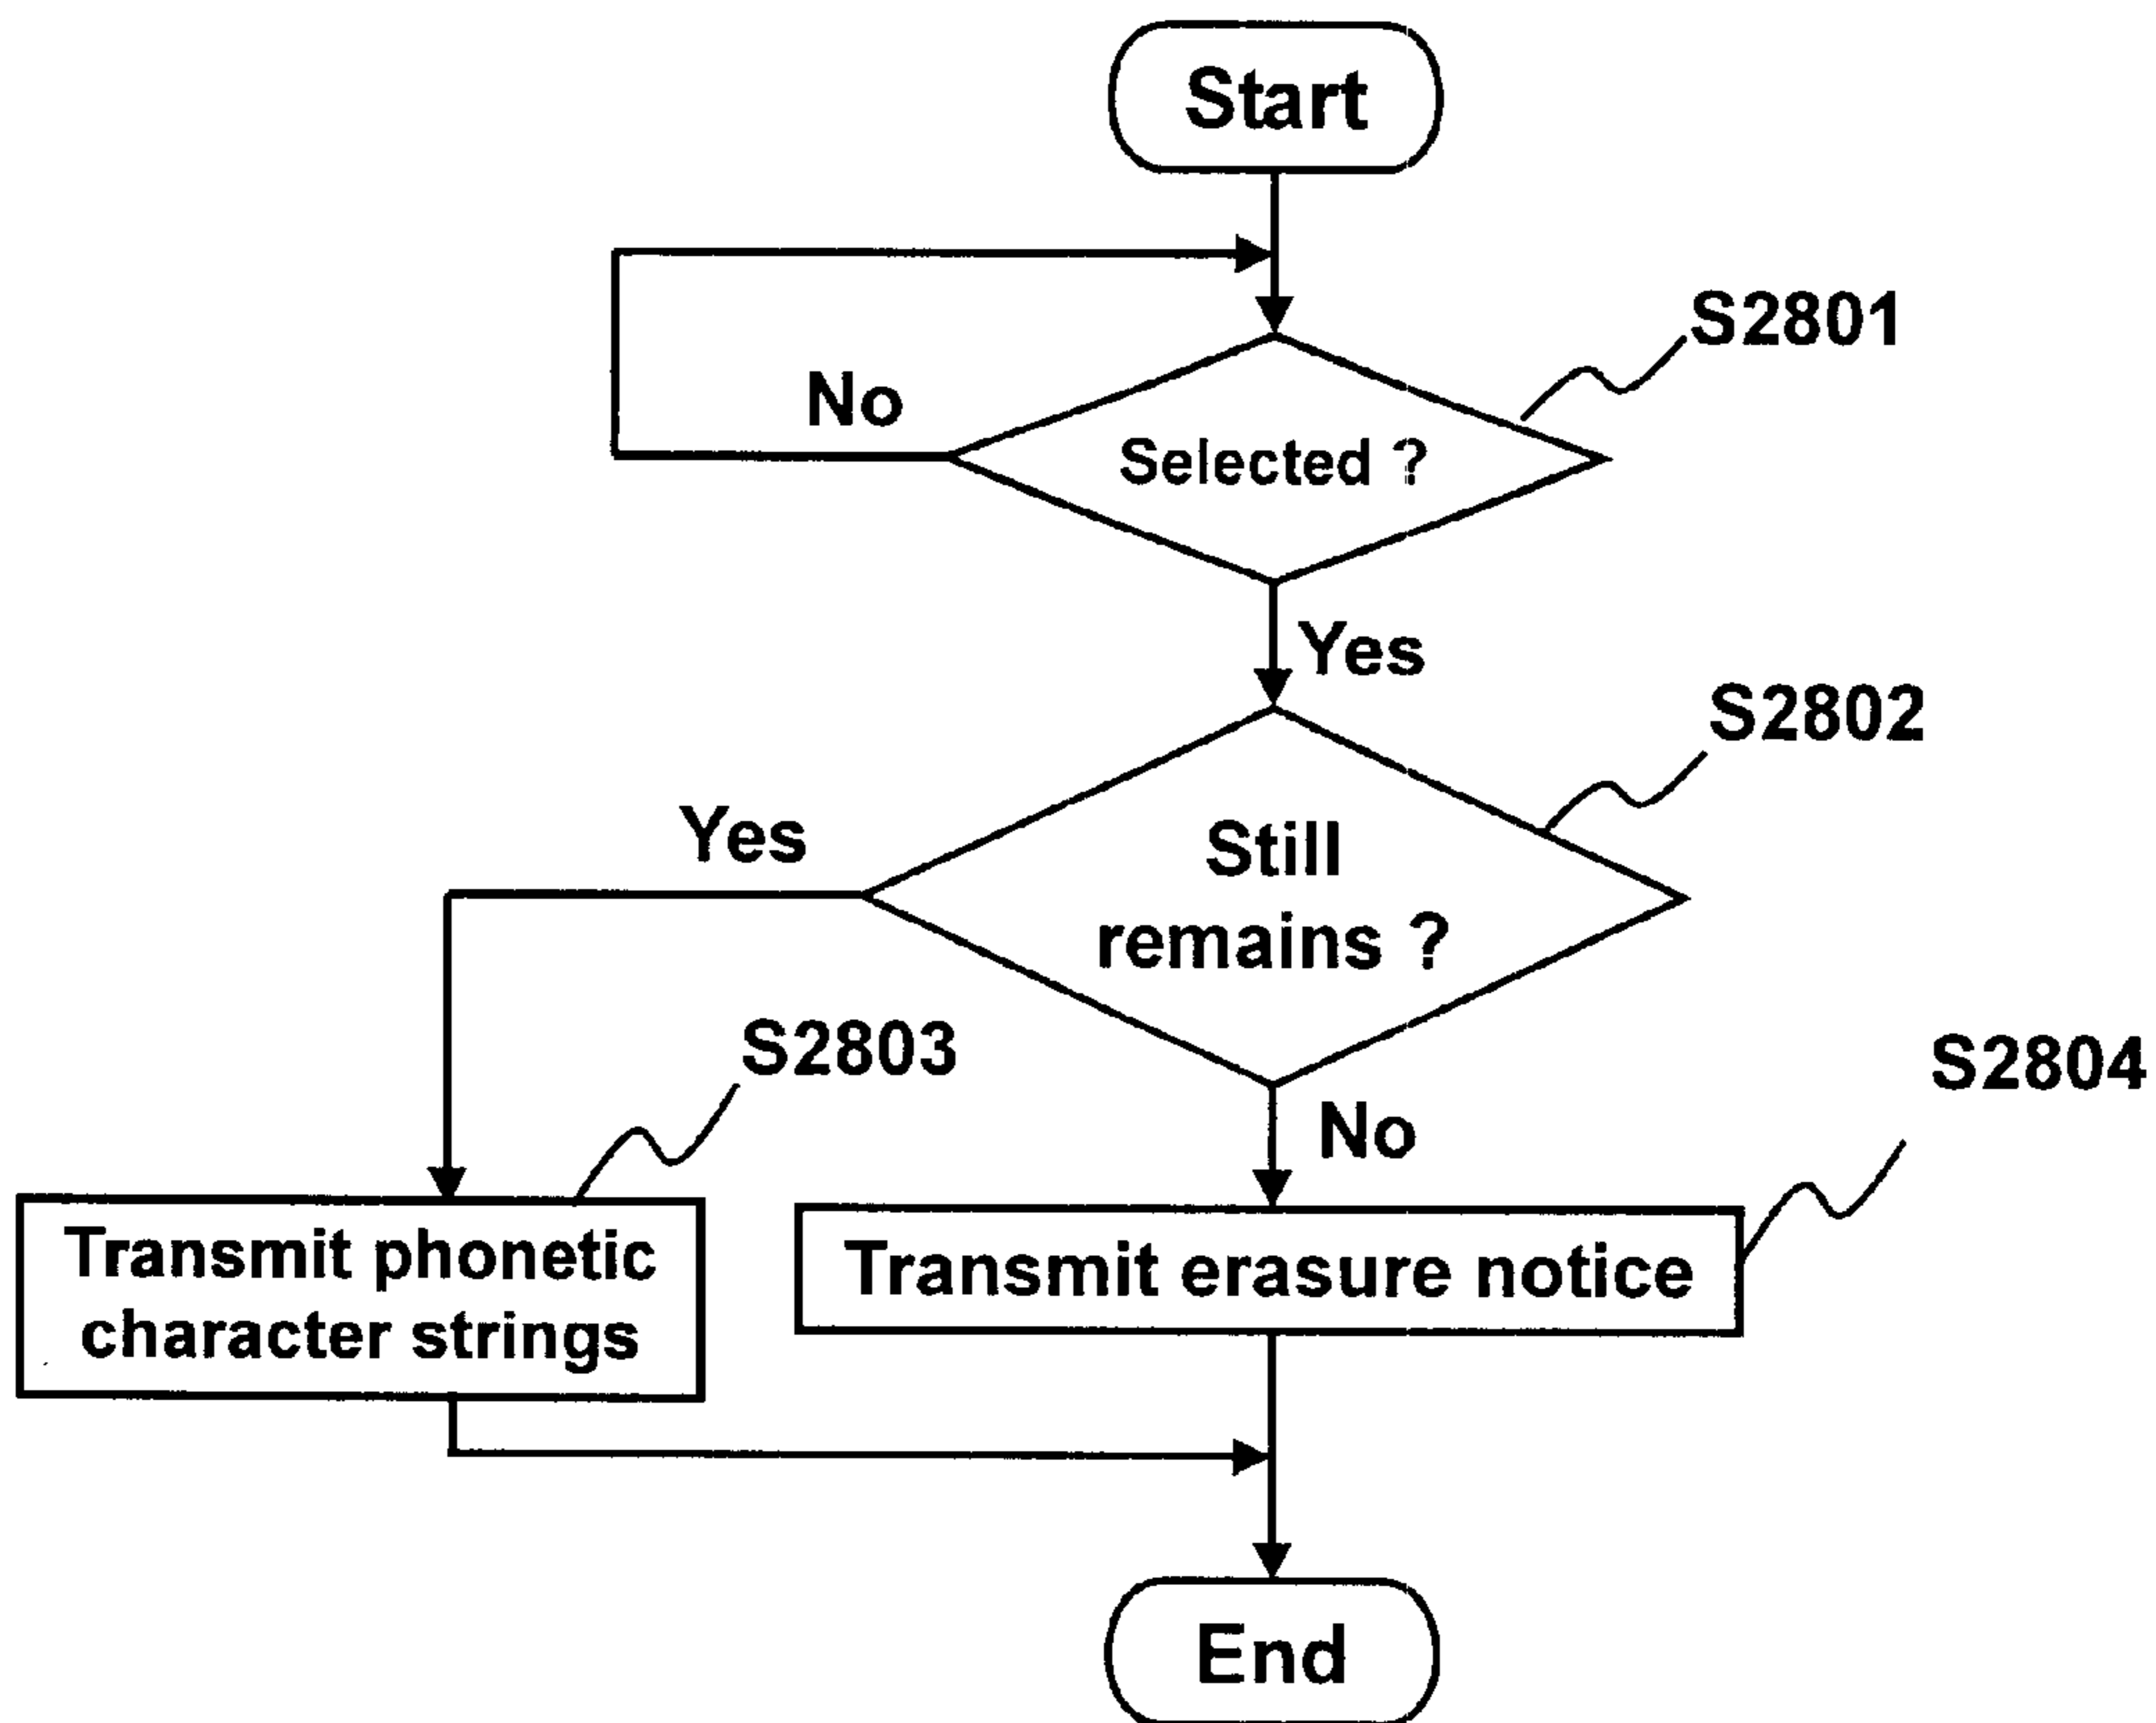 Start
S2801
No
Selected ?
Yes
S2802
Yes
Still
remains ?
S2803
S2804
No
Transmit phonetic
character strings
Transmit erasure notice
End